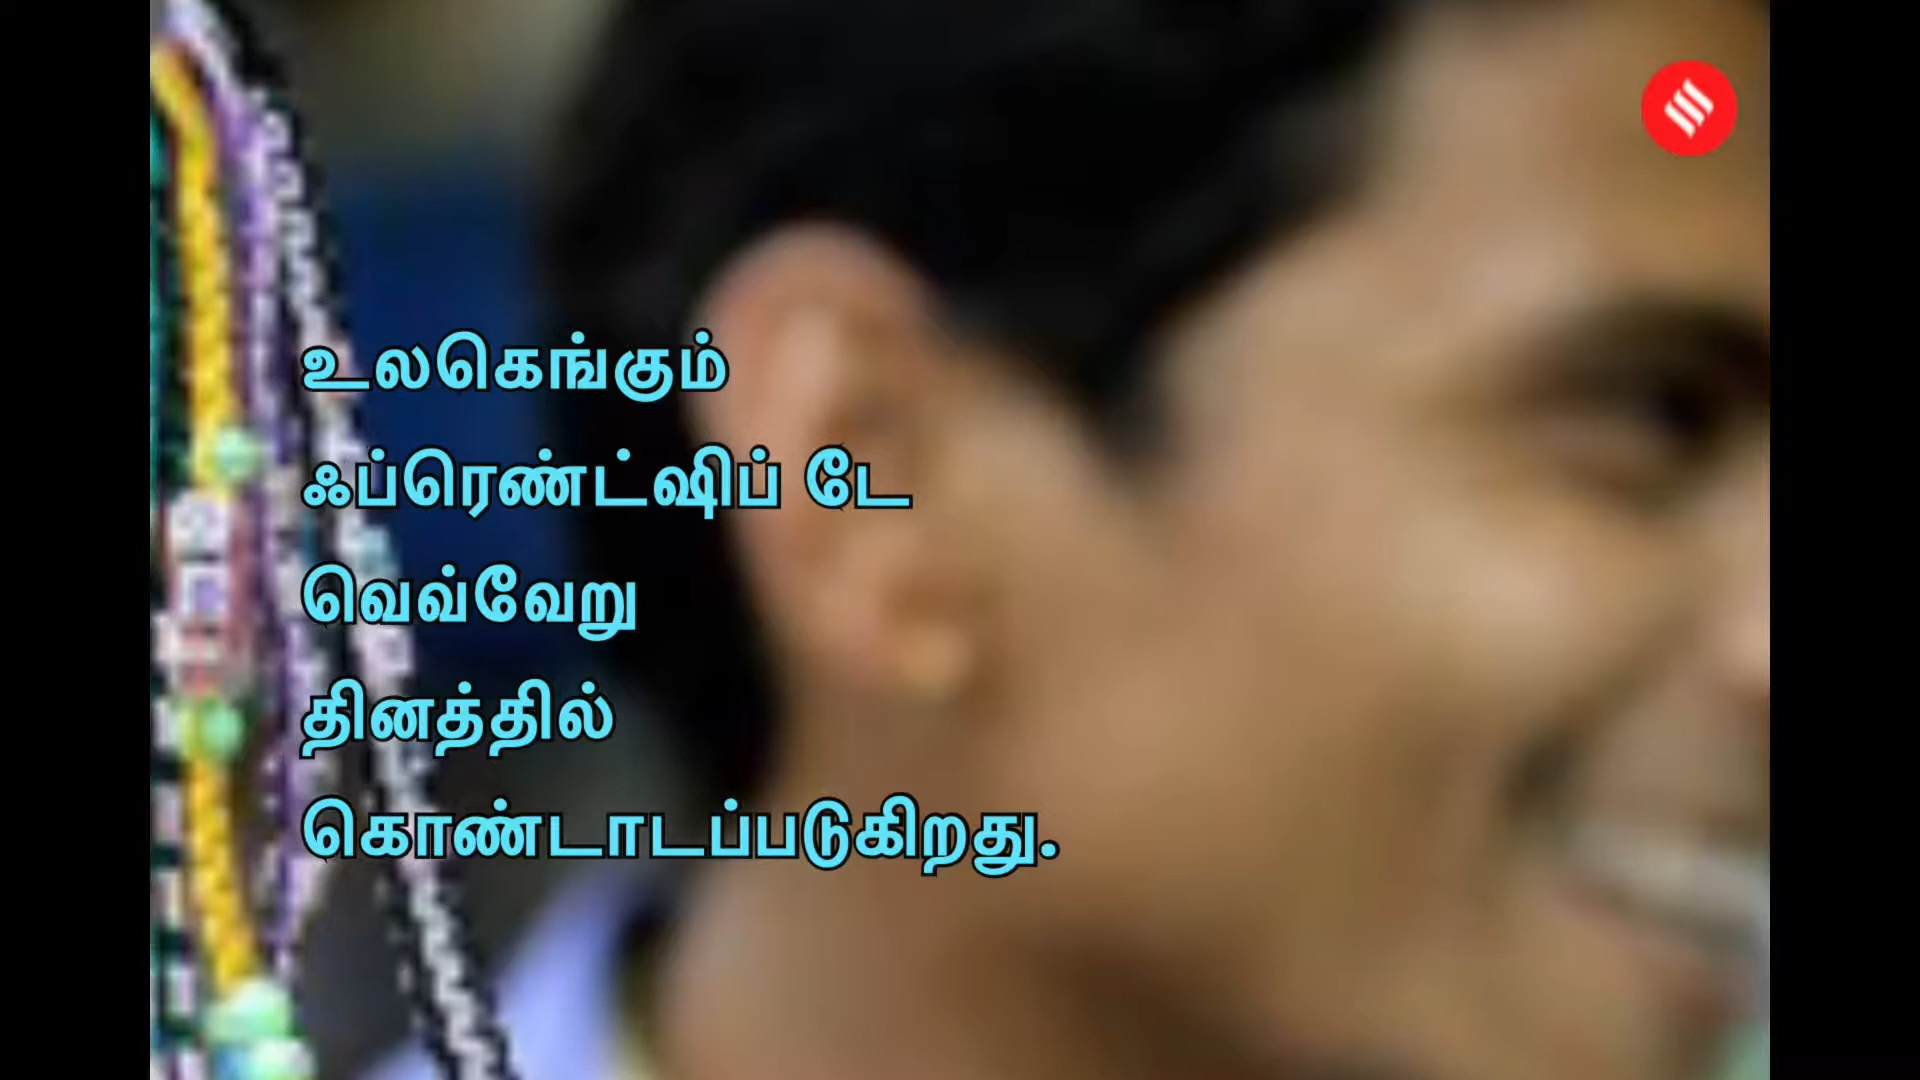 உலகெங்கும்
ஃப்ரெண்ட்ஷிப் டே
வெவ்வேறு
தினத்தில்
கொண்டாடப்படுகிறது.